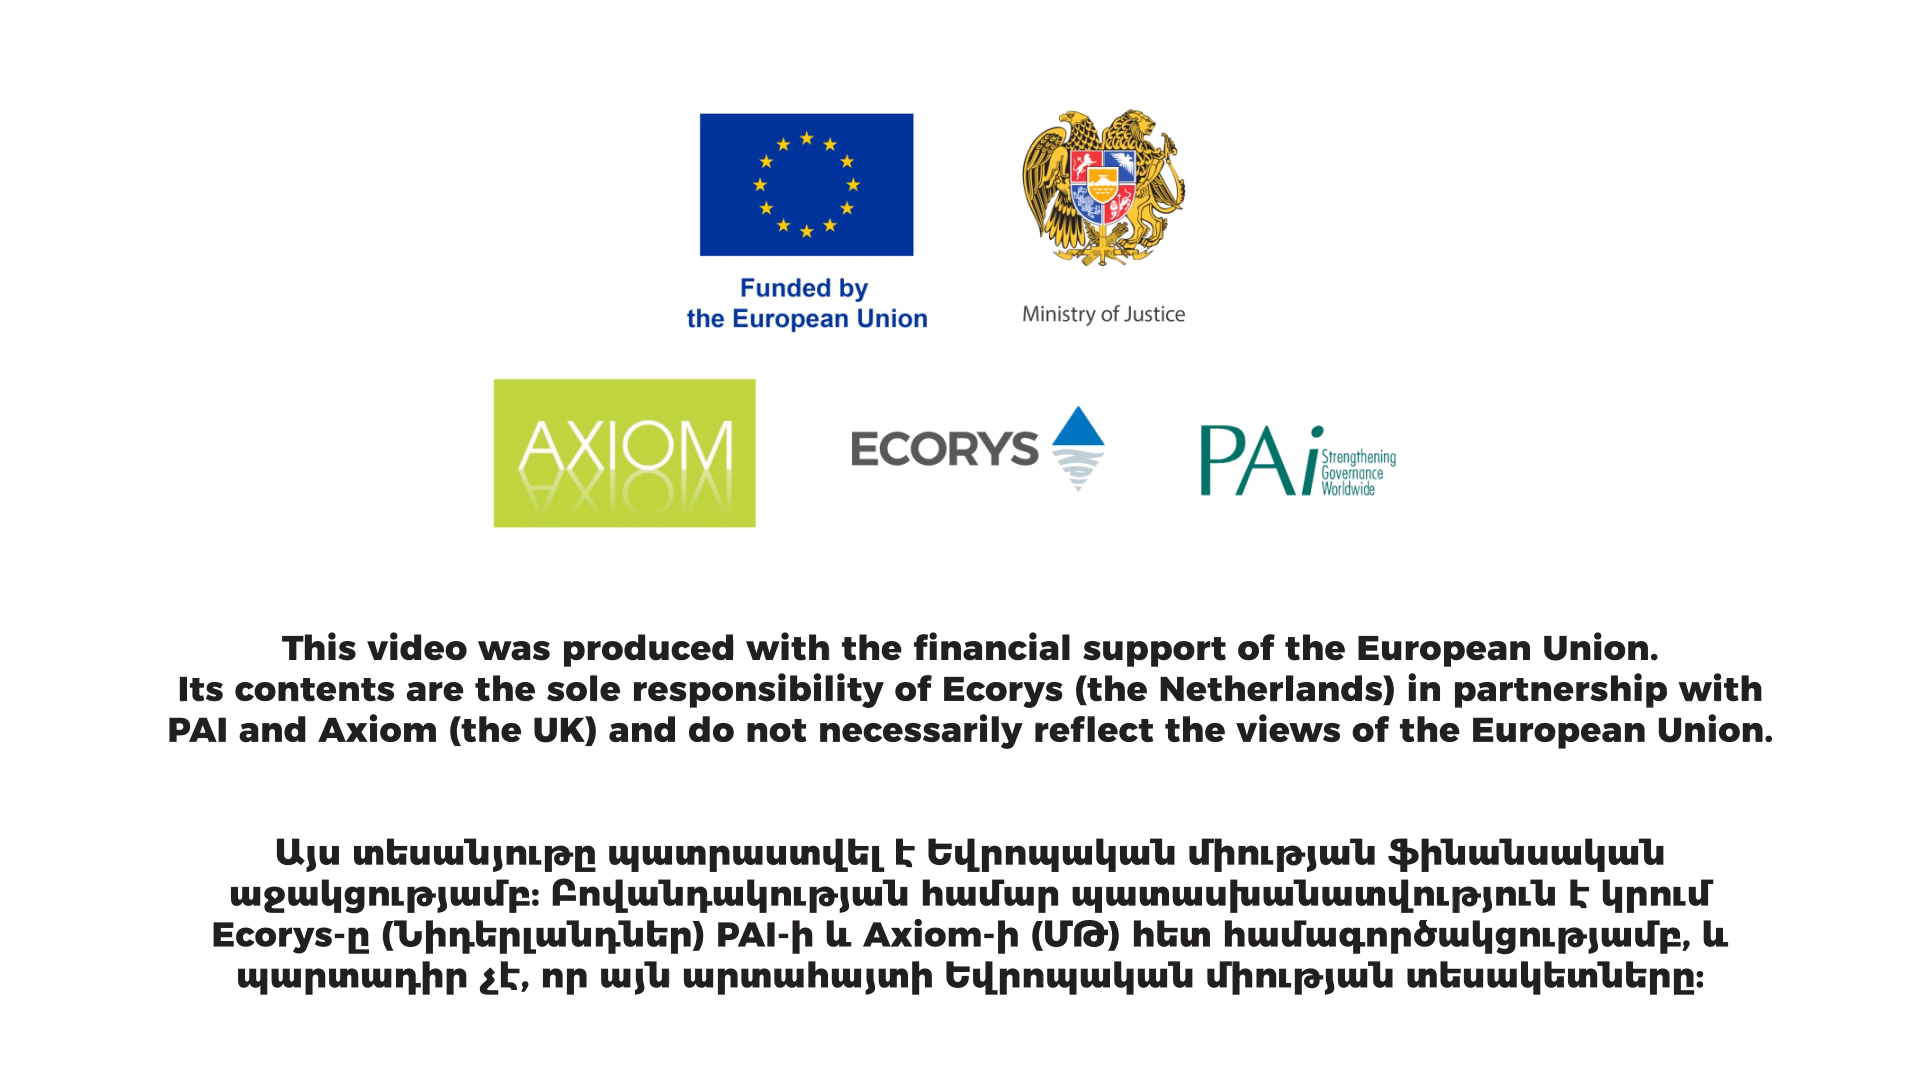 Funded by
the European Union
Ministry of Justice
AXIOM
ECORYS
PAi
Strengthening
Governance
Worldwide
This video was produced with the financial support of the European Union.
Its contents are the sole responsibility of Ecorys (the Netherlands) in partnership with
PAI and Axiom (the UK) and do not necessarily reflect the views of the European Union.
Այս տեսանյութը պատրաստվել է Եվրոպական միության ֆինանսական
աջակցությամբ: Բովանդակության համար պատասխանատվություն է կրում
Ecorys-ը (Նիդերլանդներ) PAI-ի և Axiom-ի (ՄԹ) հետ համագործակցությամբ, և
պարտադիր չէ, որ այն արտահայտի Եվրոպական միության տեսակետները: